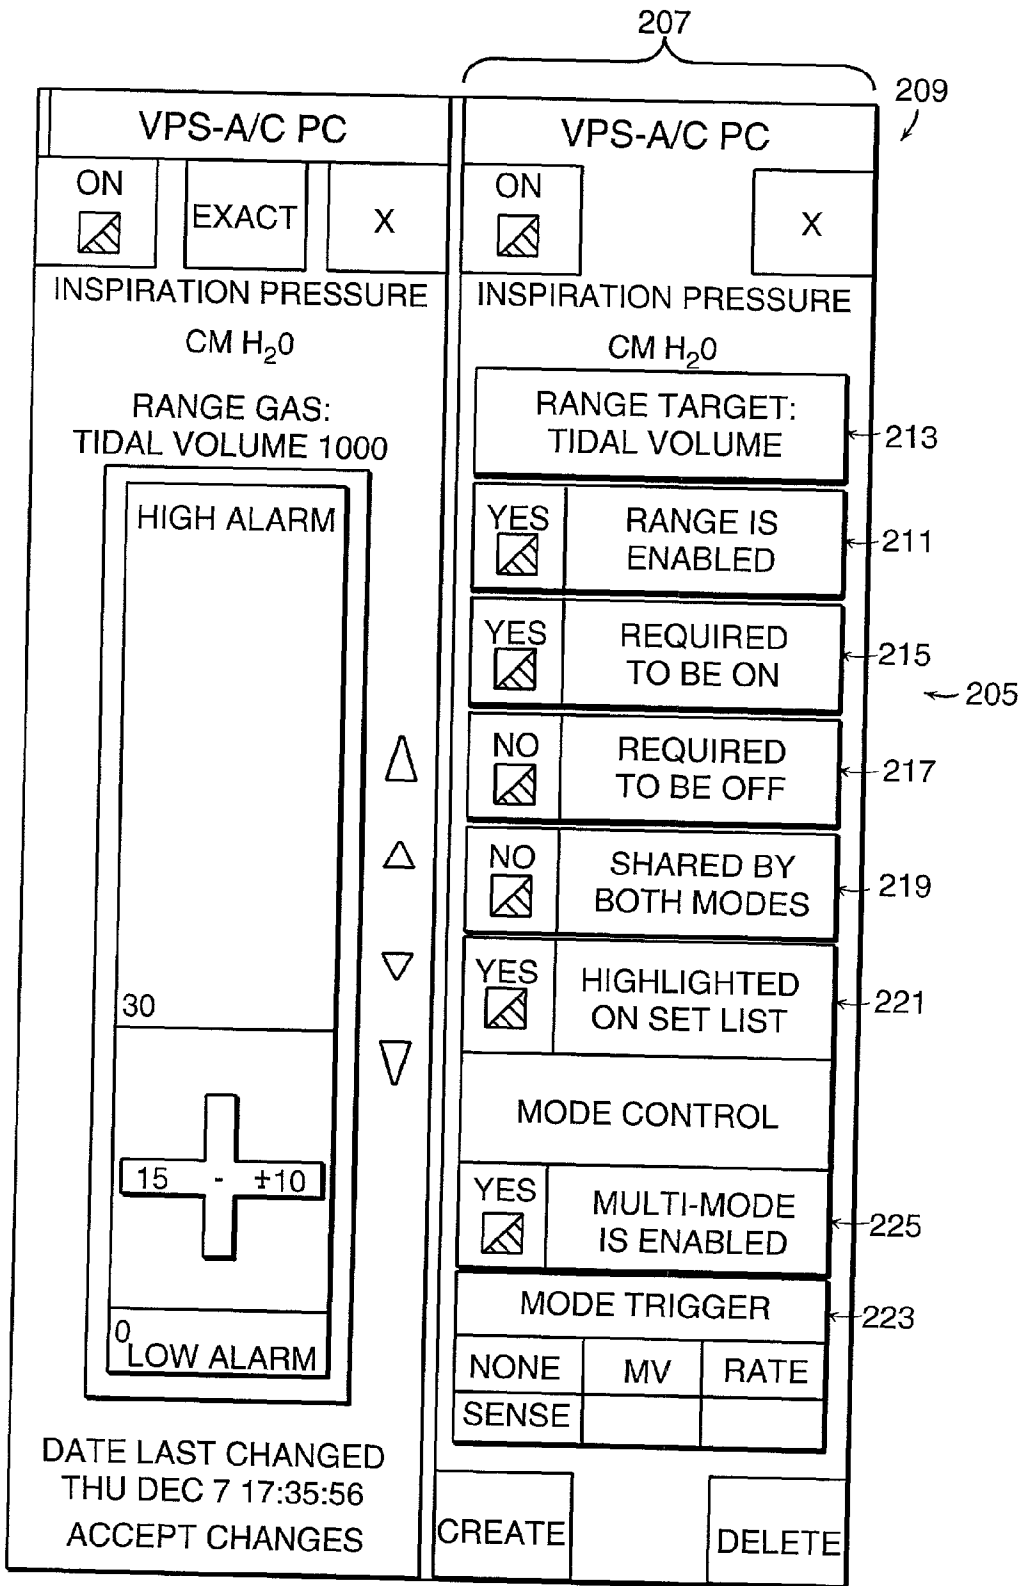 207
209
VPS-A/C PC
ON
EXACT
X
INSPIRATION PRESSURE
CM H₂0
RANGE GAS:
TIDAL VOLUME 1000
HIGH ALARM
30
15 - ±10
0
LOW ALARM
DATE LAST CHANGED
THU DEC 7 17:35:56
ACCEPT CHANGES
VPS-A/C PC
ON
X
INSPIRATION PRESSURE
CM H₂0
RANGE TARGET:
TIDAL VOLUME
213
YES
RANGE IS
ENABLED
211
YES
REQUIRED
TO BE ON
215
205
NO
REQUIRED
TO BE OFF
217
NO
SHARED BY
BOTH MODES
219
YES
HIGHLIGHTED
ON SET LIST
221
MODE CONTROL
YES
MULTI-MODE
IS ENABLED
225
MODE TRIGGER
223
NONE MV RATE
SENSE
CREATE DELETE